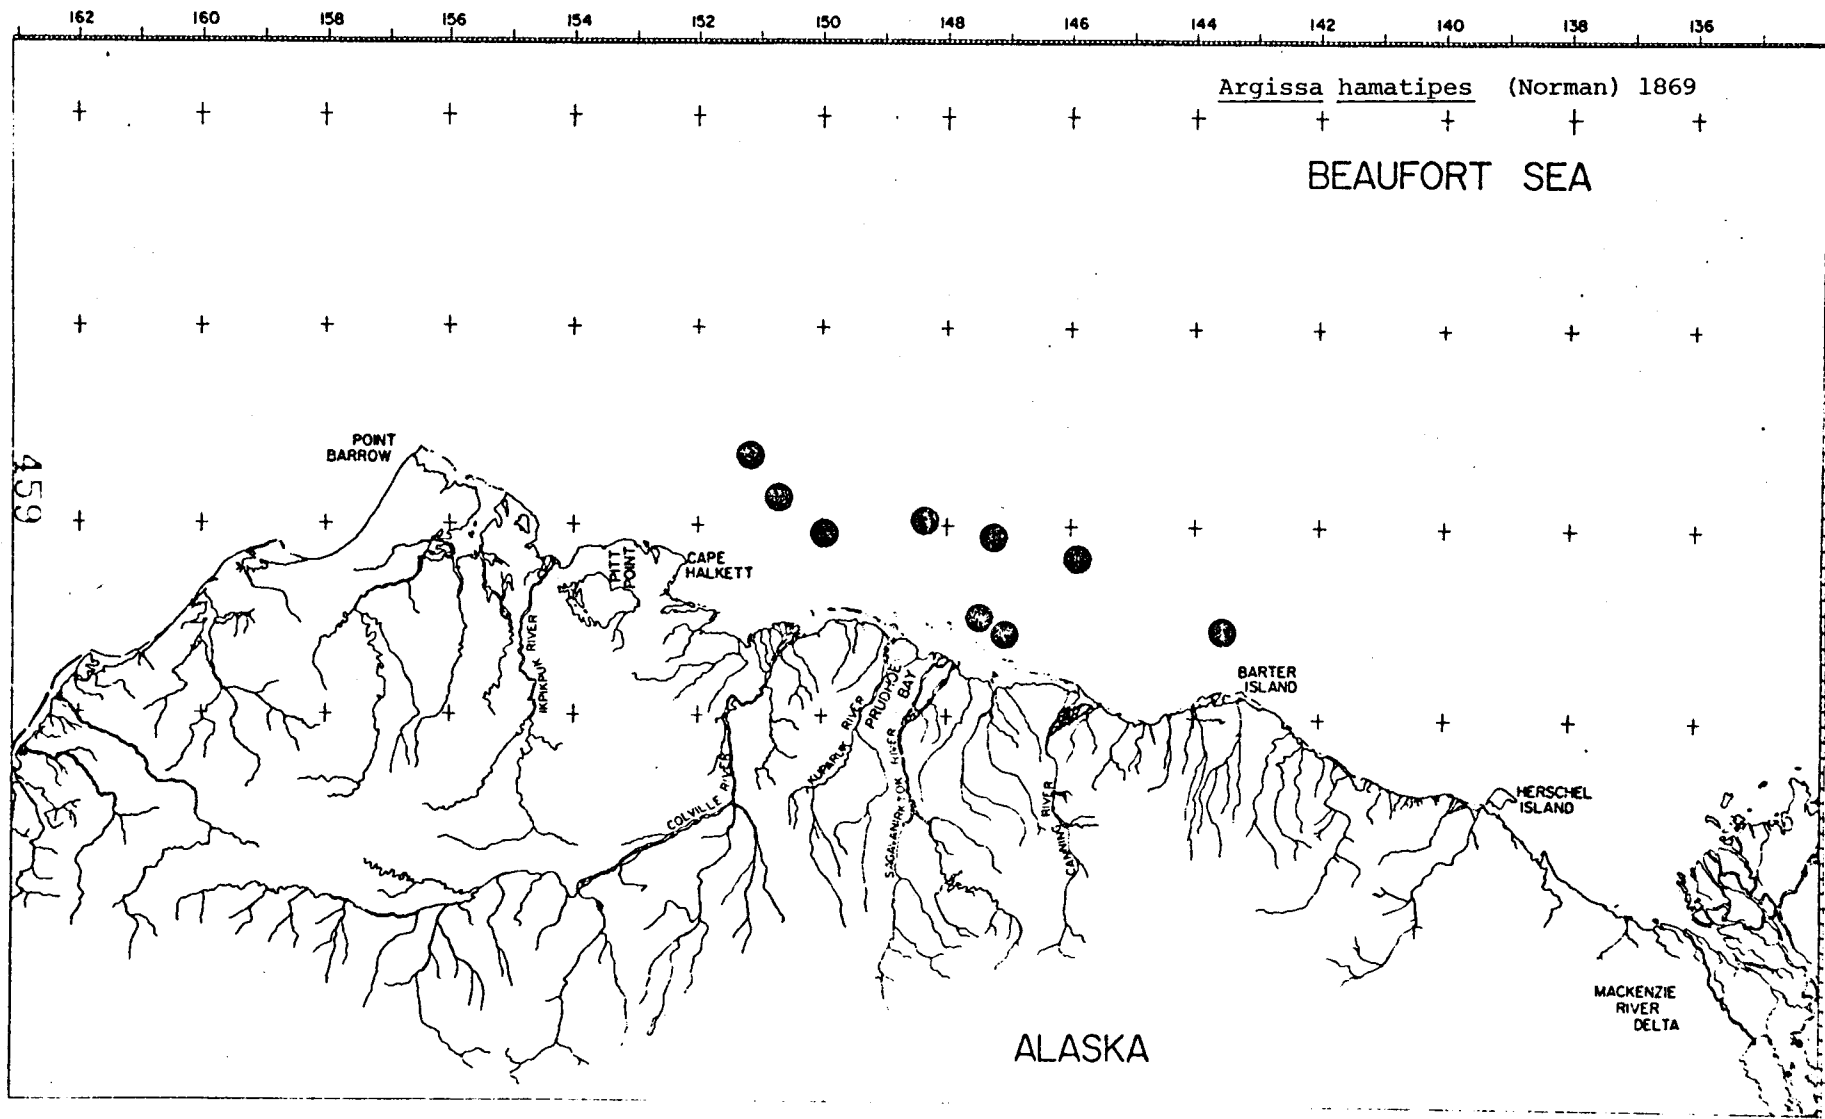 162 160 158 156 154 152 150 148 146 144 142 140 138 136
Argissa hamatipes (Norman) 1869
BEAUFORT SEA
POINT
BARROW
459
PITT
POINT
CAPE
HALKETT
IKPIKPUK RIVER
COLVILLE RIVER
KUPARUK RIVER
PRUDHOE
BAY
SAGAVANIRKTOK RIVER
CANNING RIVER
BARTER
ISLAND
HERSCHEL
ISLAND
MACKENZIE
RIVER
DELTA
ALASKA